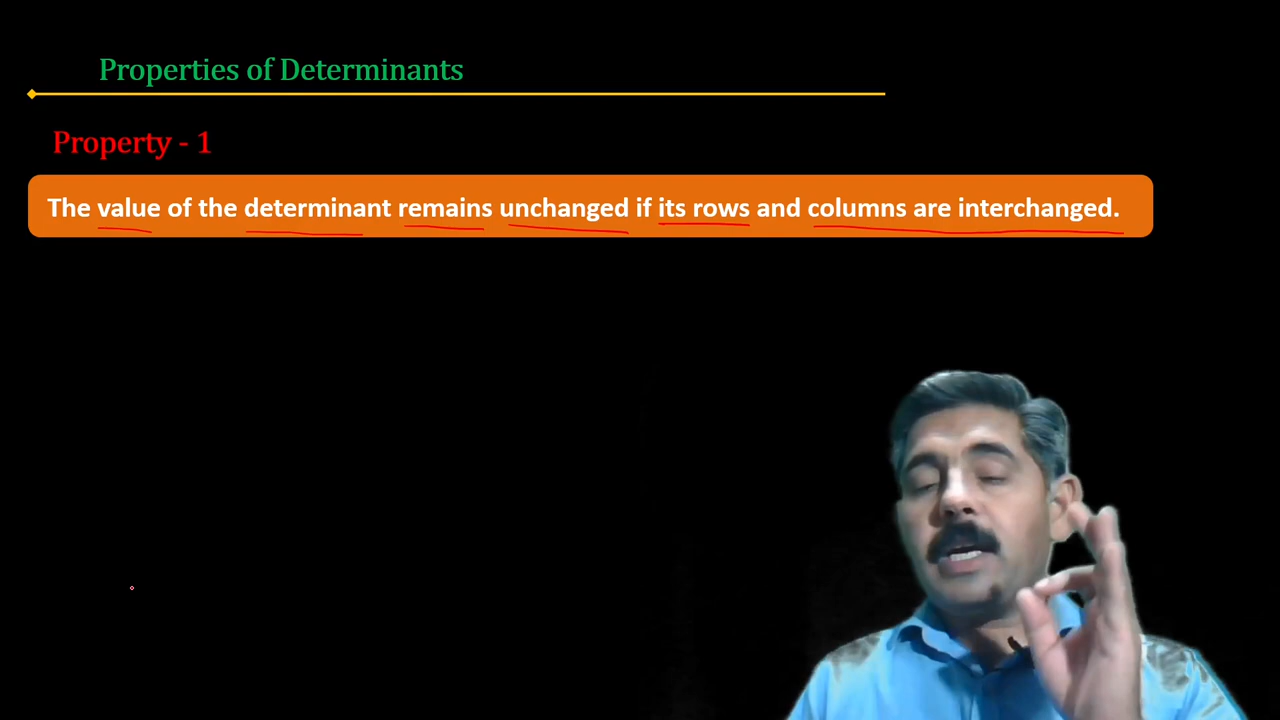 Properties of Determinants
Property - 1
The value of the determinant remains unchanged if its rows and columns are interchanged.